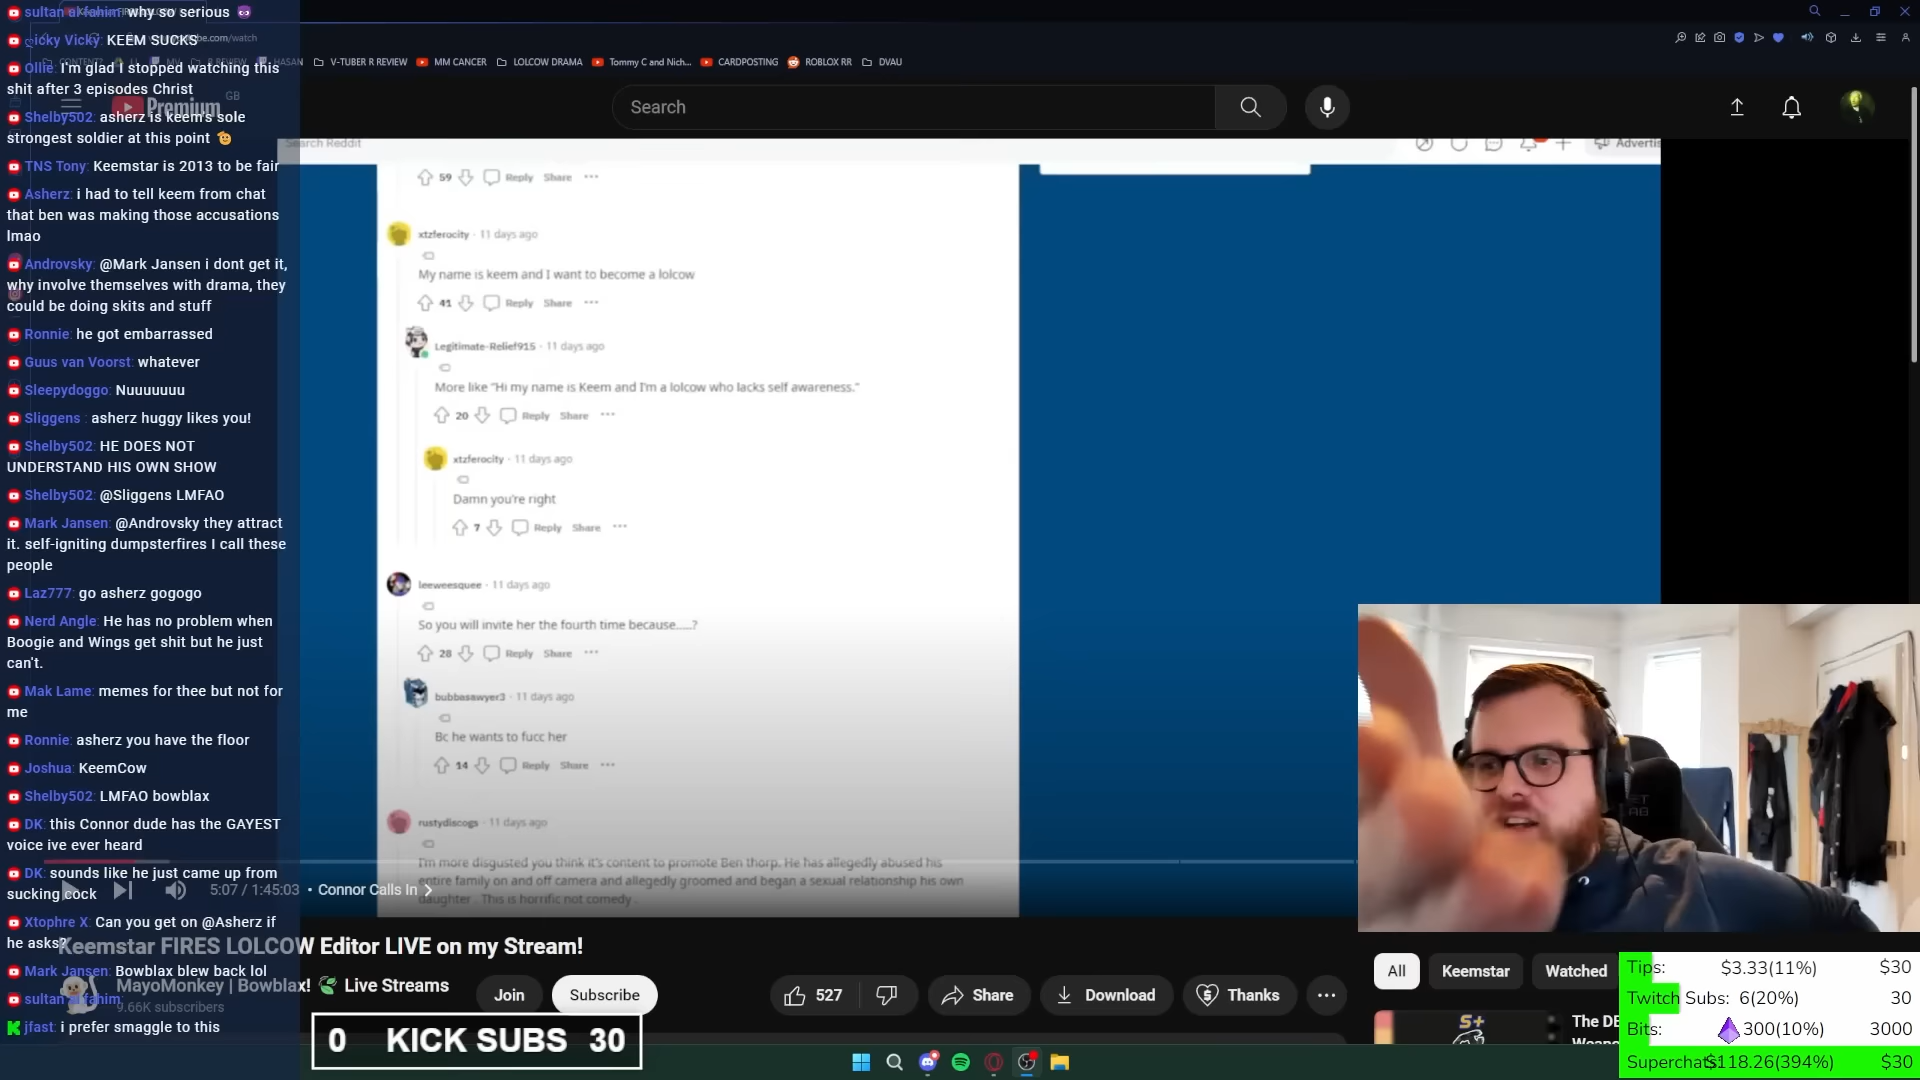 sultan al fahim: why so serious
Vicky Vicky: KEEM SUCKS
Ollie: I'm glad I stopped watching this
shit after 3 episodes Christ
Shelby502: asherz is keem's sole
strongest soldier at this point
TNS Tony: Keemstar is 2013 to be fair
Asherz: i had to tell keem from chat
that ben was making those accusations
lmao
Androvsky: @Mark Jansen i dont get it,
why involve themselves with drama, they
could be doing skits and stuff
Ronnie: he got embarrassed
Guus van Voorst: whatever
Sleepydoggo: Nuuuuuuu
Sliggens : asherz huggy likes you!
Shelby502: HE DOES NOT
UNDERSTAND HIS OWN SHOW
Shelby502: @Sliggens LMFAO
Mark Jansen: @Androvsky they attract
it. self-igniting dumpsterfires I call these
people
Laz777: go asherz gogogo
Nerd Angle: He has no problem when
Boogie and Wings get shit but he just
can't.
Mak Lame: memes for thee but not for
me
Ronnie: asherz you have the floor
Joshua: KeemCow
Shelby502: LMFAO bowblax
DK: this Connor dude has the GAYEST
voice ive ever heard
DK: sounds like he just came up from
sucking cock
Xtophre X: Can you get on @Asherz if
he asks?
Mark Jansen: Bowblax blew back lol
sultan al fahim:
jfast: i prefer smaggle to this
HASAN
V-TUBER R REVIEW
MM CANCER
LOLCOW DRAMA
Tommy C and Nich...
CARDPOSTING
ROBLOX RR
DVAU
Premium GB
Search
Search Reddit
Advertis
59 Reply Share
xtzferocity · 11 days ago
My name is keem and I want to become a lolcow
41 Reply Share
Legitimate-Relief915 · 11 days ago
More like "Hi my name is Keem and I'm a lolcow who lacks self awareness."
20 Reply Share
xtzferocity · 11 days ago
Damn you're right
7 Reply Share
leeweesquee · 11 days ago
So you will invite her the fourth time because.....?
28 Reply Share
bubbasawyer3 · 11 days ago
Bc he wants to fucc her
14 Reply Share
rustydiscogs · 11 days ago
I'm more disgusted you think it's content to promote Ben thorp. He has allegedly abused his
entire family on and off camera and allegedly groomed and began a sexual relationship his own
daughter . This is horrific not comedy .
5:07 / 1:45:03 • Connor Calls In
Keemstar FIRES LOLCOW Editor LIVE on my Stream!
MayoMonkey | Bowblax! Live Streams
9.66K subscribers
Join
Subscribe
527
Share
Download
Thanks
All
Keemstar
Watched
S+
The DE
0 KICK SUBS 30
Tips: $3.33(11%) $30
Twitch Subs: 6(20%) 30
Bits: 300(10%) 3000
Superchats: $118.26(394%) $30